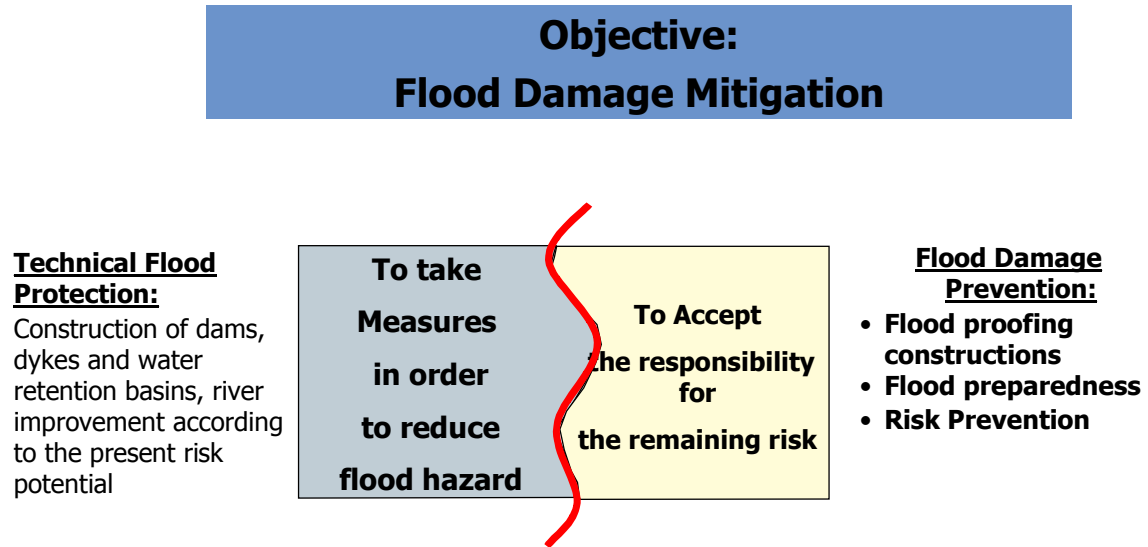 Objective:
Flood Damage Mitigation
Technical Flood
Protection:
Construction of dams,
dykes and water
retention basins, river
improvement according
to the present risk
potential
To take
Measures
in order
to reduce
flood hazard
To Accept
the responsibility
for
the remaining risk
Flood Damage
Prevention:
• Flood proofing
constructions
• Flood preparedness
• Risk Prevention